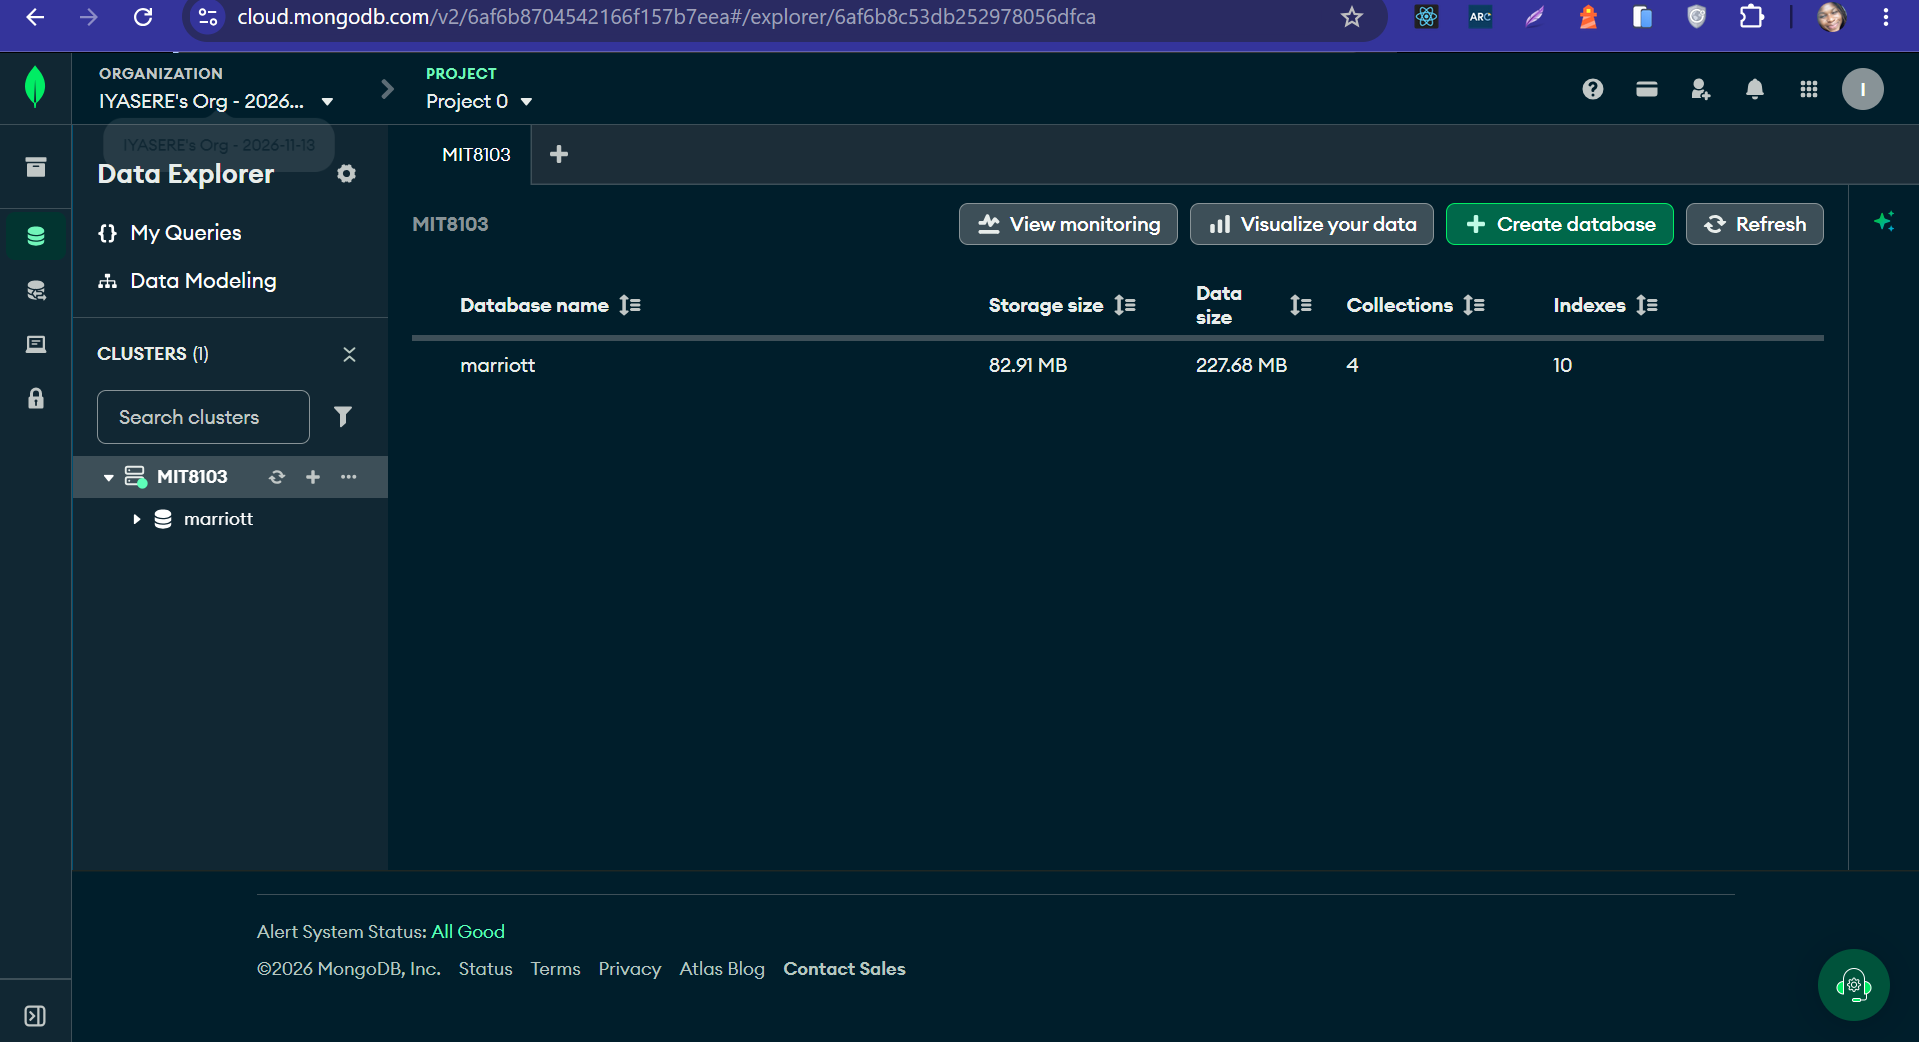 cloud.mongodb.com/v2/6af6b8704542166f157b7eea#/explorer/6af6b8c53db252978056dfca
ARC
ORGANIZATION
IYASERE's Org - 2026...
PROJECT
Project 0
I
IYASERE's Org - 2026-11-13
Data Explorer
My Queries
Data Modeling
CLUSTERS (1)
Search clusters
MIT8103
marriott
MIT8103
MIT8103
View monitoring
Visualize your data
Create database
Refresh
Database name
Storage size
Data
size
Collections
Indexes
marriott 82.91 MB 227.68 MB 4 10
Alert System Status: All Good
©2026 MongoDB, Inc. Status Terms Privacy Atlas Blog Contact Sales